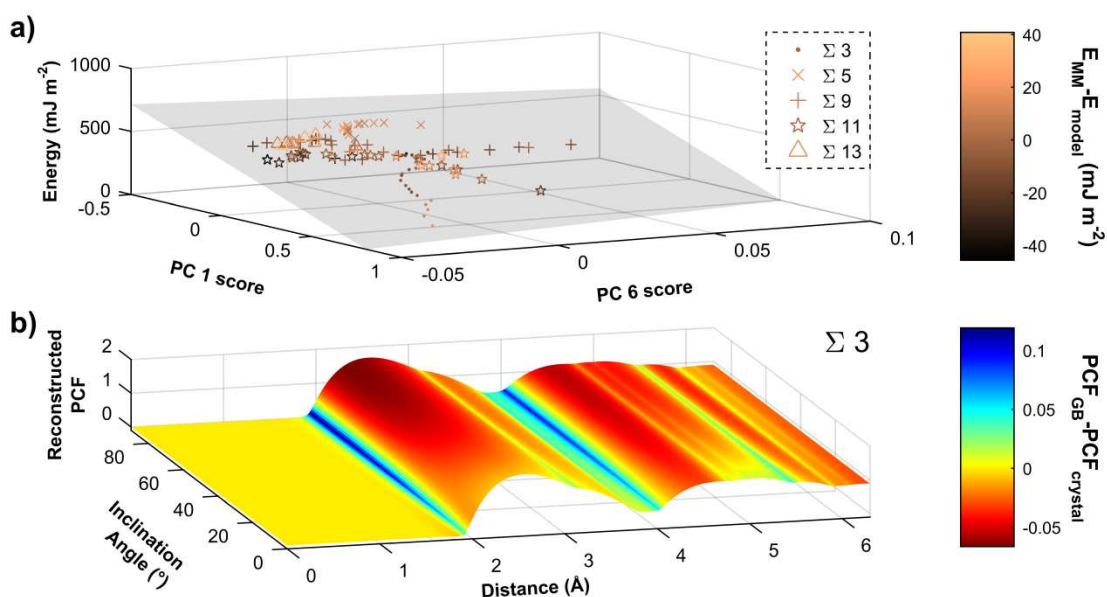 a)
Energy (mJ m⁻²)
1000
500
0
-0.5
0
0.5
1
PC 1 score
-0.05
0
0.05
0.1
PC 6 score
Σ 3
Σ 5
Σ 9
Σ 11
Σ 13
40
20
0
-20
-40
E_MM-E_model (mJ m⁻²)
b)
Reconstructed
PCF
2
1
0
80
60
40
20
0
Inclination
Angle (°)
0
1
2
3
4
5
6
Distance (Å)
Σ 3
0.1
0.05
0
-0.05
PCF_GB-PCF_crystal